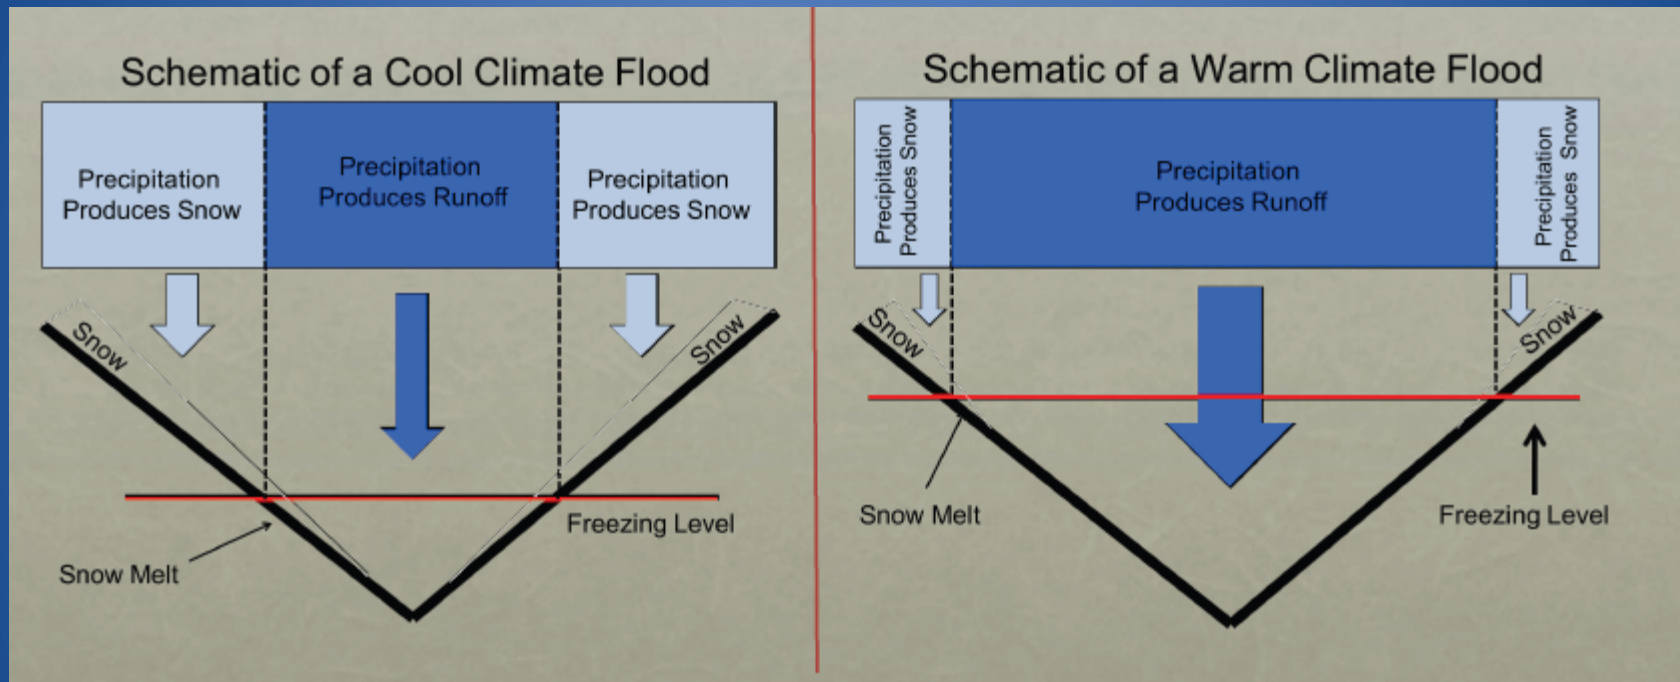 Schematic of a Cool Climate Flood
Precipitation
Produces Snow
Precipitation
Produces Runoff
Precipitation
Produces Snow
Snow
Snow
Freezing Level
Snow Melt
Schematic of a Warm Climate Flood
Precipitation
Produces Snow
Precipitation
Produces Runoff
Precipitation
Produces Snow
Snow
Snow
Snow Melt
Freezing Level